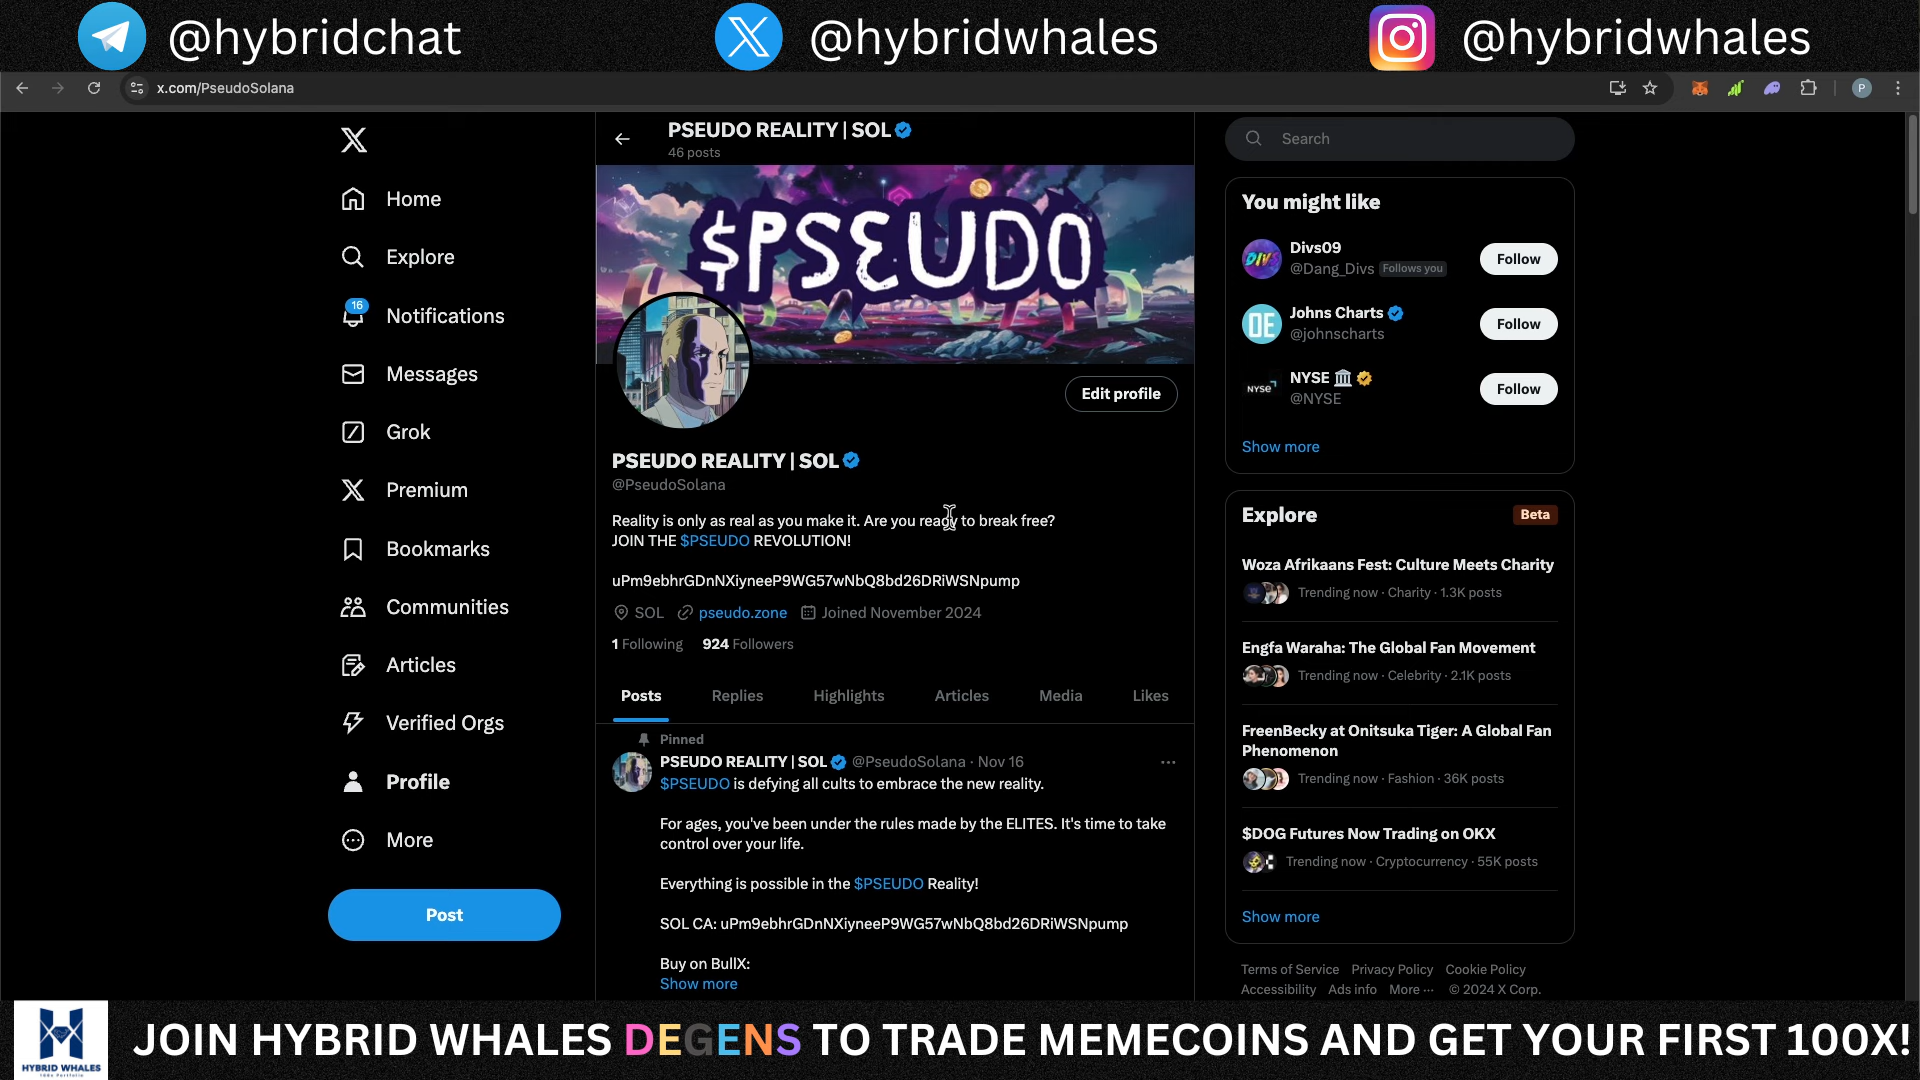 @hybridchat
@hybridwhales
@hybridwhales
x.com/PseudoSolana
P
Home
Explore
16
Notifications
Messages
Grok
Premium
Bookmarks
Communities
Articles
Verified Orgs
Profile
More
Post
PSEUDO REALITY | SOL
46 posts
$PSEUDO
Edit profile
PSEUDO REALITY | SOL
@PseudoSolana
Reality is only as real as you make it. Are you ready to break free?
JOIN THE $PSEUDO REVOLUTION!
uPm9ebhrGDnNXiyneeP9WG57wNbQ8bd26DRiWSNpump
SOL pseudo.zone Joined November 2024
1 Following 924 Followers
Posts Replies Highlights Articles Media Likes
Pinned
PSEUDO REALITY | SOL @PseudoSolana · Nov 16
$PSEUDO is defying all cults to embrace the new reality.
For ages, you've been under the rules made by the ELITES. It's time to take
control over your life.
Everything is possible in the $PSEUDO Reality!
SOL CA: uPm9ebhrGDnNXiyneeP9WG57wNbQ8bd26DRiWSNpump
Buy on BullX:
Show more
Search
You might like
DIVS
Divs09
@Dang_Divs Follows you
Follow
Johns Charts
@johnscharts
Follow
NYSE
NYSE
@NYSE
Follow
Show more
Explore
Beta
Woza Afrikaans Fest: Culture Meets Charity
Trending now · Charity · 1.3K posts
Engfa Waraha: The Global Fan Movement
Trending now · Celebrity · 2.1K posts
FreenBecky at Onitsuka Tiger: A Global Fan
Phenomenon
Trending now · Fashion · 36K posts
$DOG Futures Now Trading on OKX
Trending now · Cryptocurrency · 55K posts
Show more
Terms of Service Privacy Policy Cookie Policy
Accessibility Ads info More ··· © 2024 X Corp.
HYBRID WHALES
100x Portfolio
JOIN HYBRID WHALES DEGENS TO TRADE MEMECOINS AND GET YOUR FIRST 100X!